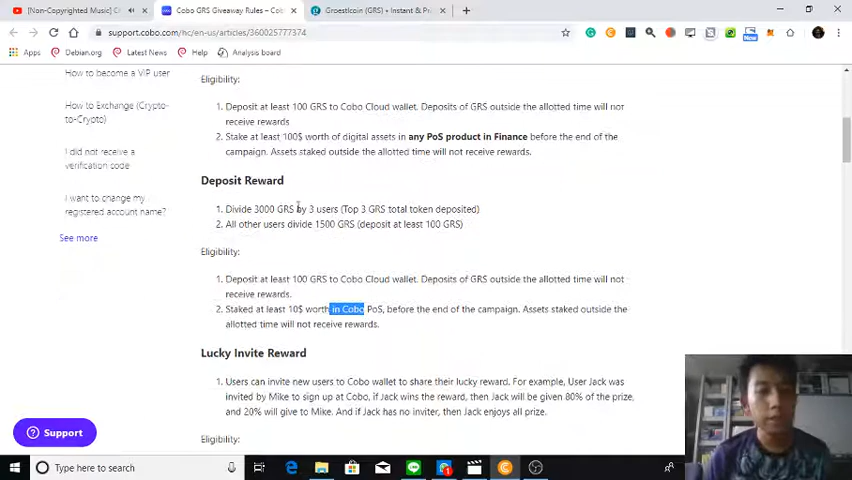 [Non-Copyrighted Music] C
Cobo GRS Giveaway Rules – Cob
Groestlcoin (GRS) • Instant & Pri
support.cobo.com/hc/en-us/articles/360025777374
Apps
Debian.org
Latest News
Help
Analysis board
How to become a VIP user
How to Exchange (Crypto-
to-Crypto)
I did not receive a
verification code
I want to change my
registered account name?
See more
Eligibility:
1. Deposit at least 100 GRS to Cobo Cloud wallet. Deposits of GRS outside the allotted time will not
receive rewards
2. Stake at least 100$ worth of digital assets in any PoS product in Finance before the end of the
campaign. Assets staked outside the allotted time will not receive rewards.
Deposit Reward
1. Divide 3000 GRS by 3 users (Top 3 GRS total token deposited)
2. All other users divide 1500 GRS (deposit at least 100 GRS)
Eligibility:
1. Deposit at least 100 GRS to Cobo Cloud wallet. Deposits of GRS outside the allotted time will not
receive rewards.
2. Staked at least 10$ worth in Cobo PoS, before the end of the campaign. Assets staked outside the
allotted time will not receive rewards.
Lucky Invite Reward
1. Users can invite new users to Cobo wallet to share their lucky reward. For example, User Jack was
invited by Mike to sign up at Cobo, if Jack wins the reward, then Jack will be given 80% of the prize,
and 20% will give to Mike. And if Jack has no inviter, then Jack enjoys all prize.
Eligibility:
Support
Type here to search